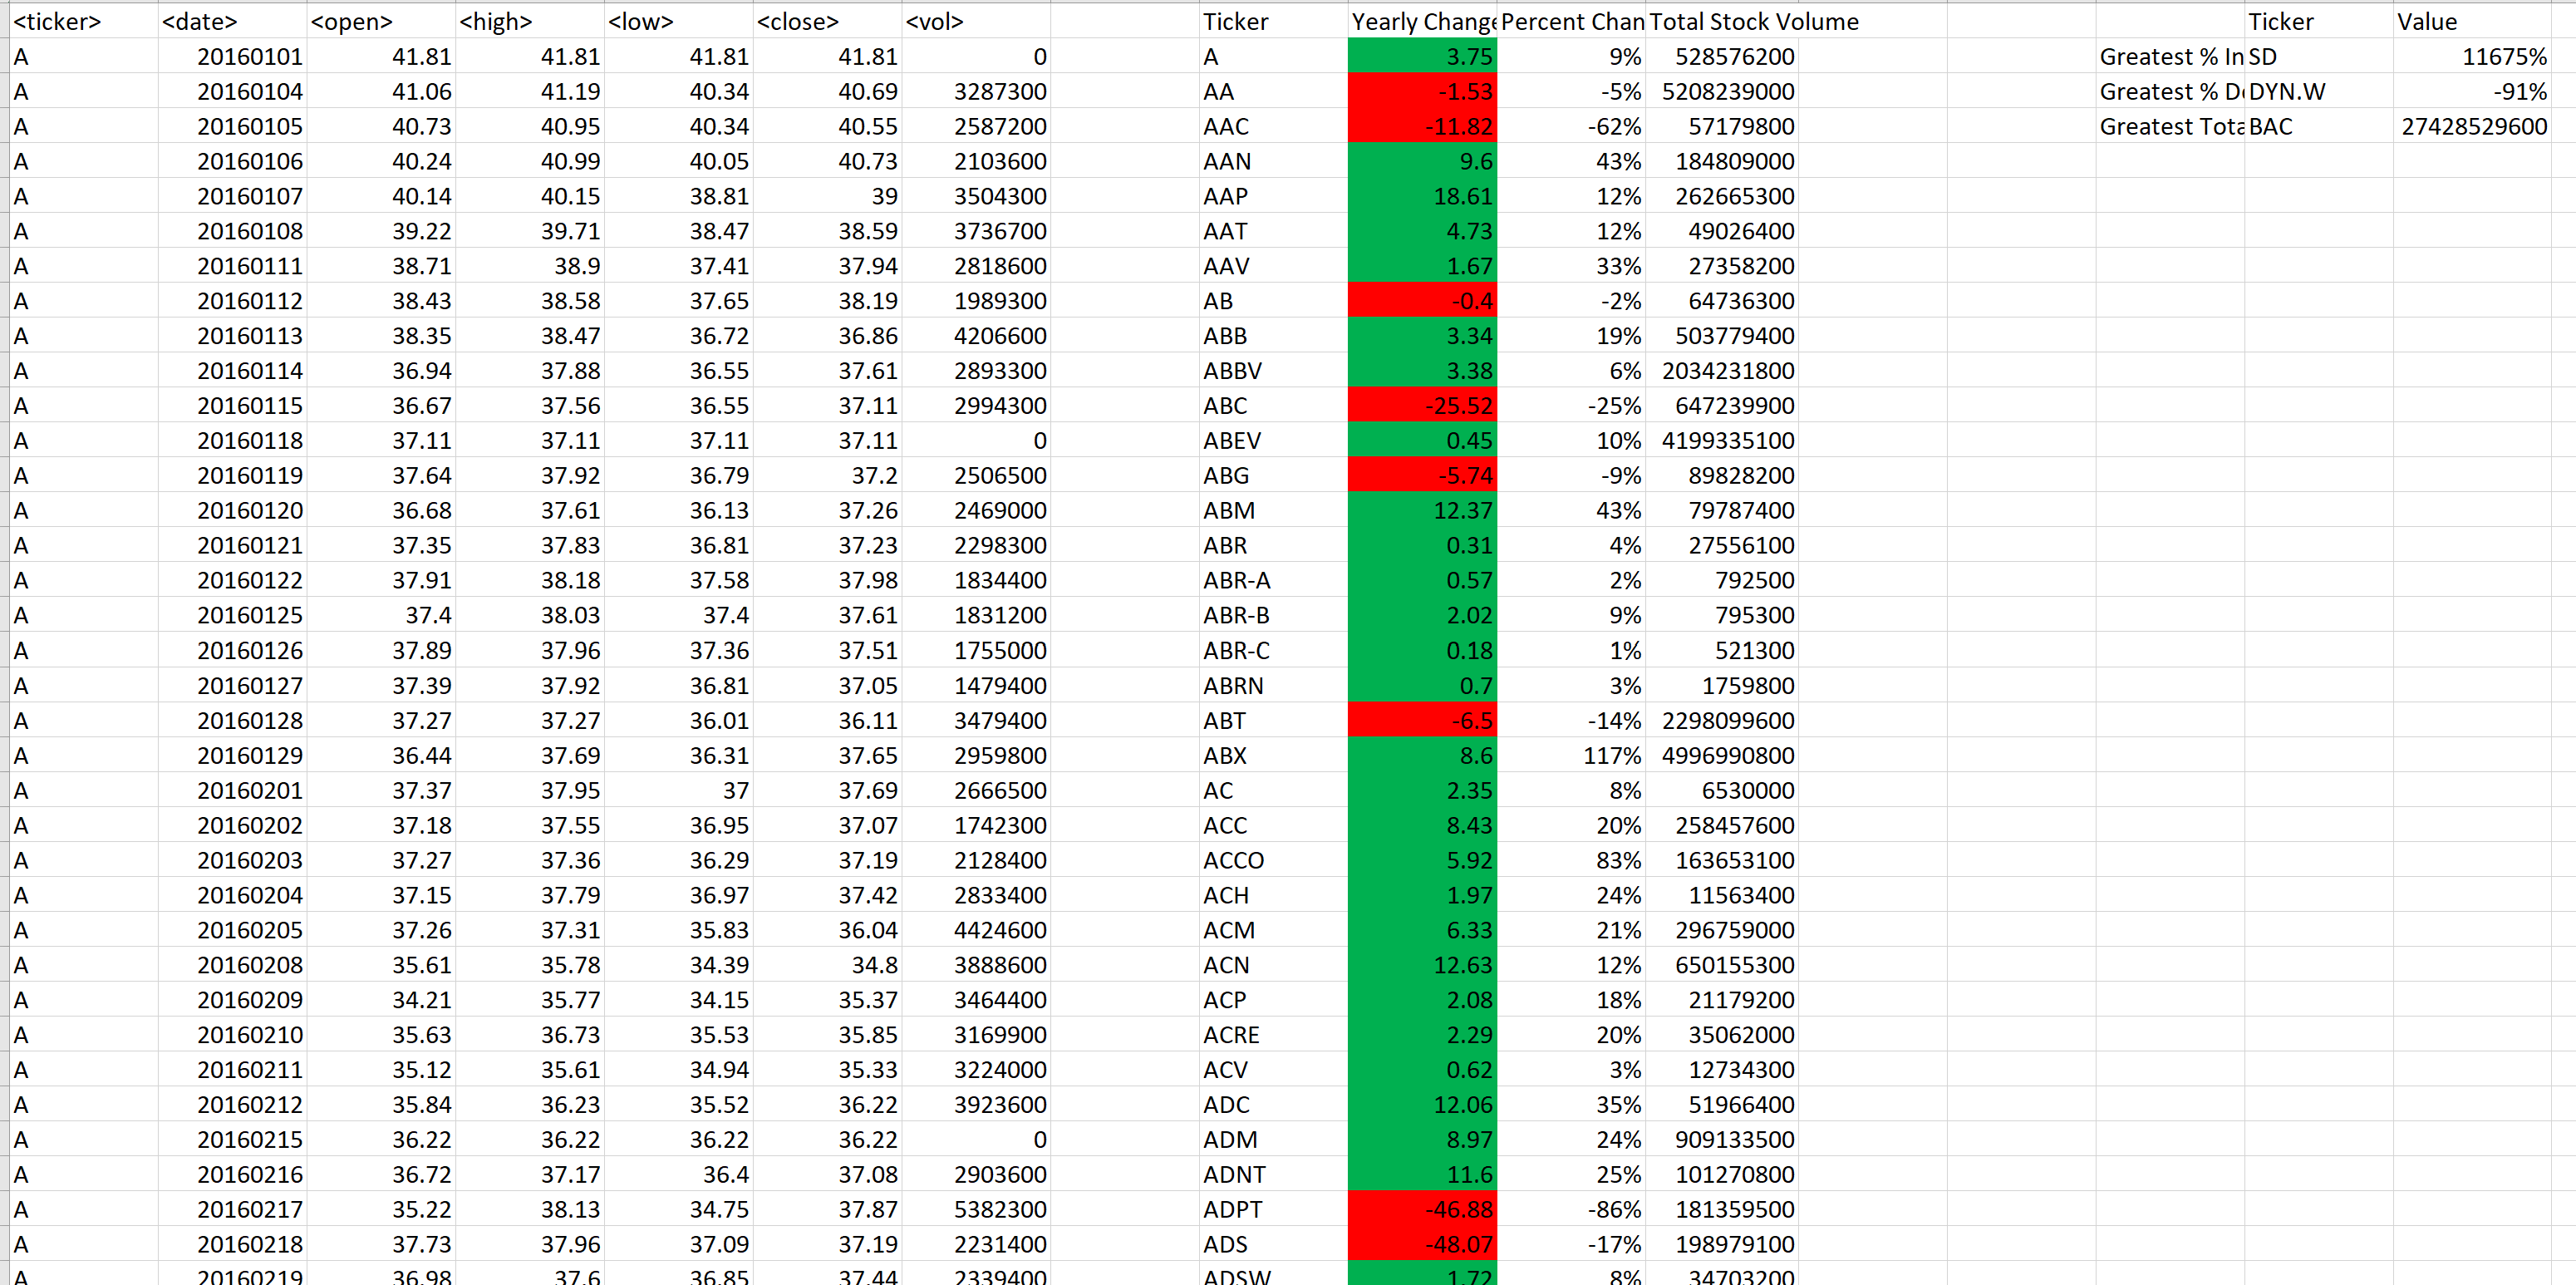 <ticker> <date> <open> <high> <low> <close> <vol> Ticker Yearly Change Percent Chan Total Stock Volume Ticker Value
A 20160101 41.81 41.81 41.81 41.81 0 A 3.75 9% 528576200 Greatest % In SD 11675%
A 20160104 41.06 41.19 40.34 40.69 3287300 AA -1.53 -5% 5208239000 Greatest % De DYN.W -91%
A 20160105 40.73 40.95 40.34 40.55 2587200 AAC -11.82 -62% 57179800 Greatest Tota BAC 27428529600
A 20160106 40.24 40.99 40.05 40.73 2103600 AAN 9.6 43% 184809000
A 20160107 40.14 40.15 38.81 39 3504300 AAP 18.61 12% 262665300
A 20160108 39.22 39.71 38.47 38.59 3736700 AAT 4.73 12% 49026400
A 20160111 38.71 38.9 37.41 37.94 2818600 AAV 1.67 33% 27358200
A 20160112 38.43 38.58 37.65 38.19 1989300 AB -0.4 -2% 64736300
A 20160113 38.35 38.47 36.72 36.86 4206600 ABB 3.34 19% 503779400
A 20160114 36.94 37.88 36.55 37.61 2893300 ABBV 3.38 6% 2034231800
A 20160115 36.67 37.56 36.55 37.11 2994300 ABC -25.52 -25% 647239900
A 20160118 37.11 37.11 37.11 37.11 0 ABEV 0.45 10% 4199335100
A 20160119 37.64 37.92 36.79 37.2 2506500 ABG -5.74 -9% 89828200
A 20160120 36.68 37.61 36.13 37.26 2469000 ABM 12.37 43% 79787400
A 20160121 37.35 37.83 36.81 37.23 2298300 ABR 0.31 4% 27556100
A 20160122 37.91 38.18 37.58 37.98 1834400 ABR-A 0.57 2% 792500
A 20160125 37.4 38.03 37.4 37.61 1831200 ABR-B 2.02 9% 795300
A 20160126 37.89 37.96 37.36 37.51 1755000 ABR-C 0.18 1% 521300
A 20160127 37.39 37.92 36.81 37.05 1479400 ABRN 0.7 3% 1759800
A 20160128 37.27 37.27 36.01 36.11 3479400 ABT -6.5 -14% 2298099600
A 20160129 36.44 37.69 36.31 37.65 2959800 ABX 8.6 117% 4996990800
A 20160201 37.37 37.95 37 37.69 2666500 AC 2.35 8% 6530000
A 20160202 37.18 37.55 36.95 37.07 1742300 ACC 8.43 20% 258457600
A 20160203 37.27 37.36 36.29 37.19 2128400 ACCO 5.92 83% 163653100
A 20160204 37.15 37.79 36.97 37.42 2833400 ACH 1.97 24% 11563400
A 20160205 37.26 37.31 35.83 36.04 4424600 ACM 6.33 21% 296759000
A 20160208 35.61 35.78 34.39 34.8 3888600 ACN 12.63 12% 650155300
A 20160209 34.21 35.77 34.15 35.37 3464400 ACP 2.08 18% 21179200
A 20160210 35.63 36.73 35.53 35.85 3169900 ACRE 2.29 20% 35062000
A 20160211 35.12 35.61 34.94 35.33 3224000 ACV 0.62 3% 12734300
A 20160212 35.84 36.23 35.52 36.22 3923600 ADC 12.06 35% 51966400
A 20160215 36.22 36.22 36.22 36.22 0 ADM 8.97 24% 909133500
A 20160216 36.72 37.17 36.4 37.08 2903600 ADNT 11.6 25% 101270800
A 20160217 35.22 38.13 34.75 37.87 5382300 ADPT -46.88 -86% 181359500
A 20160218 37.73 37.96 37.09 37.19 2231400 ADS -48.07 -17% 198979100
A 20160219 36.98 37.6 36.85 37.44 2339400 ADSW 1.72 8% 34703200